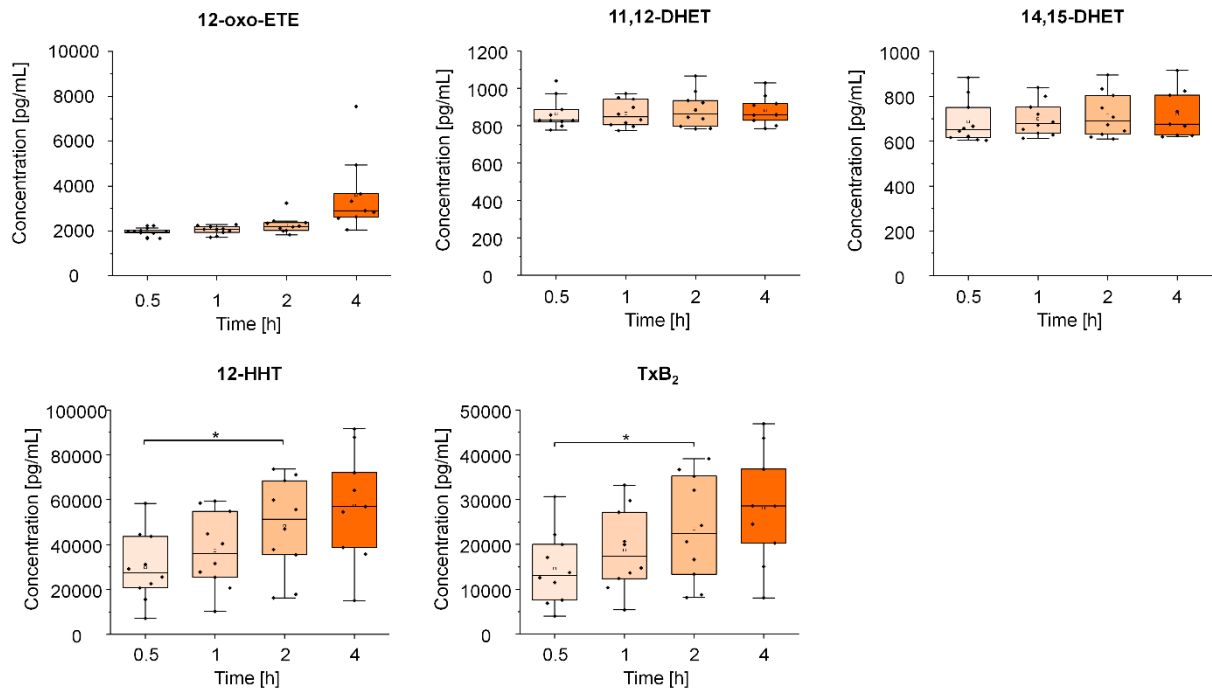 12-oxo-ETE
Concentration [pg/mL]
10000
8000
6000
4000
2000
0
0.5 1 2 4
Time [h]
11,12-DHET
Concentration [pg/mL]
1200
1000
800
600
400
200
0
0.5 1 2 4
Time [h]
14,15-DHET
Concentration [pg/mL]
1000
800
600
400
200
0
0.5 1 2 4
Time [h]
12-HHT
Concentration [pg/mL]
100000
80000
60000
40000
20000
0
*
0.5 1 2 4
Time [h]
TxB₂
Concentration [pg/mL]
50000
40000
30000
20000
10000
0
*
0.5 1 2 4
Time [h]